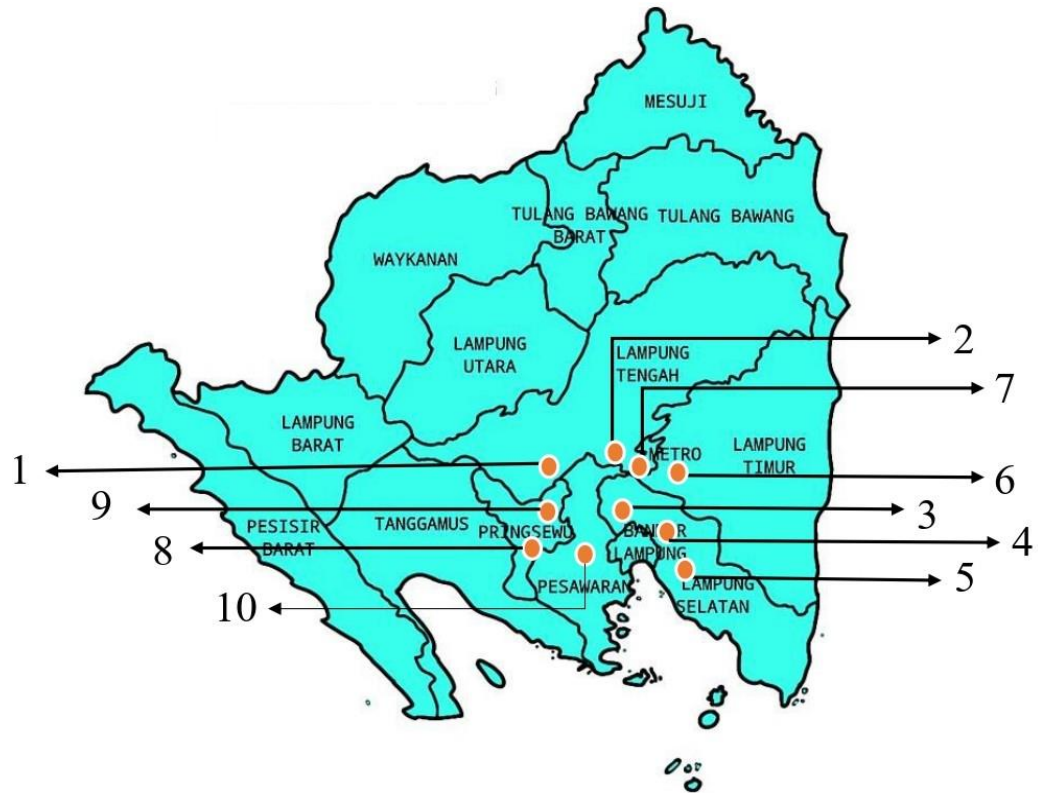 MESUJI
TULANG BAWANG
BARAT
TULANG BAWANG
WAYKANAN
LAMPUNG
UTARA
LAMPUNG
TENGAH
2
7
LAMPUNG
BARAT
METRO
LAMPUNG
TIMUR
1
6
9
3
PESISIR
BARAT
TANGGAMUS
PRINGSEWU
BANDAR
LAMPUNG
4
8
5
PESAWARAN
LAMPUNG
SELATAN
10